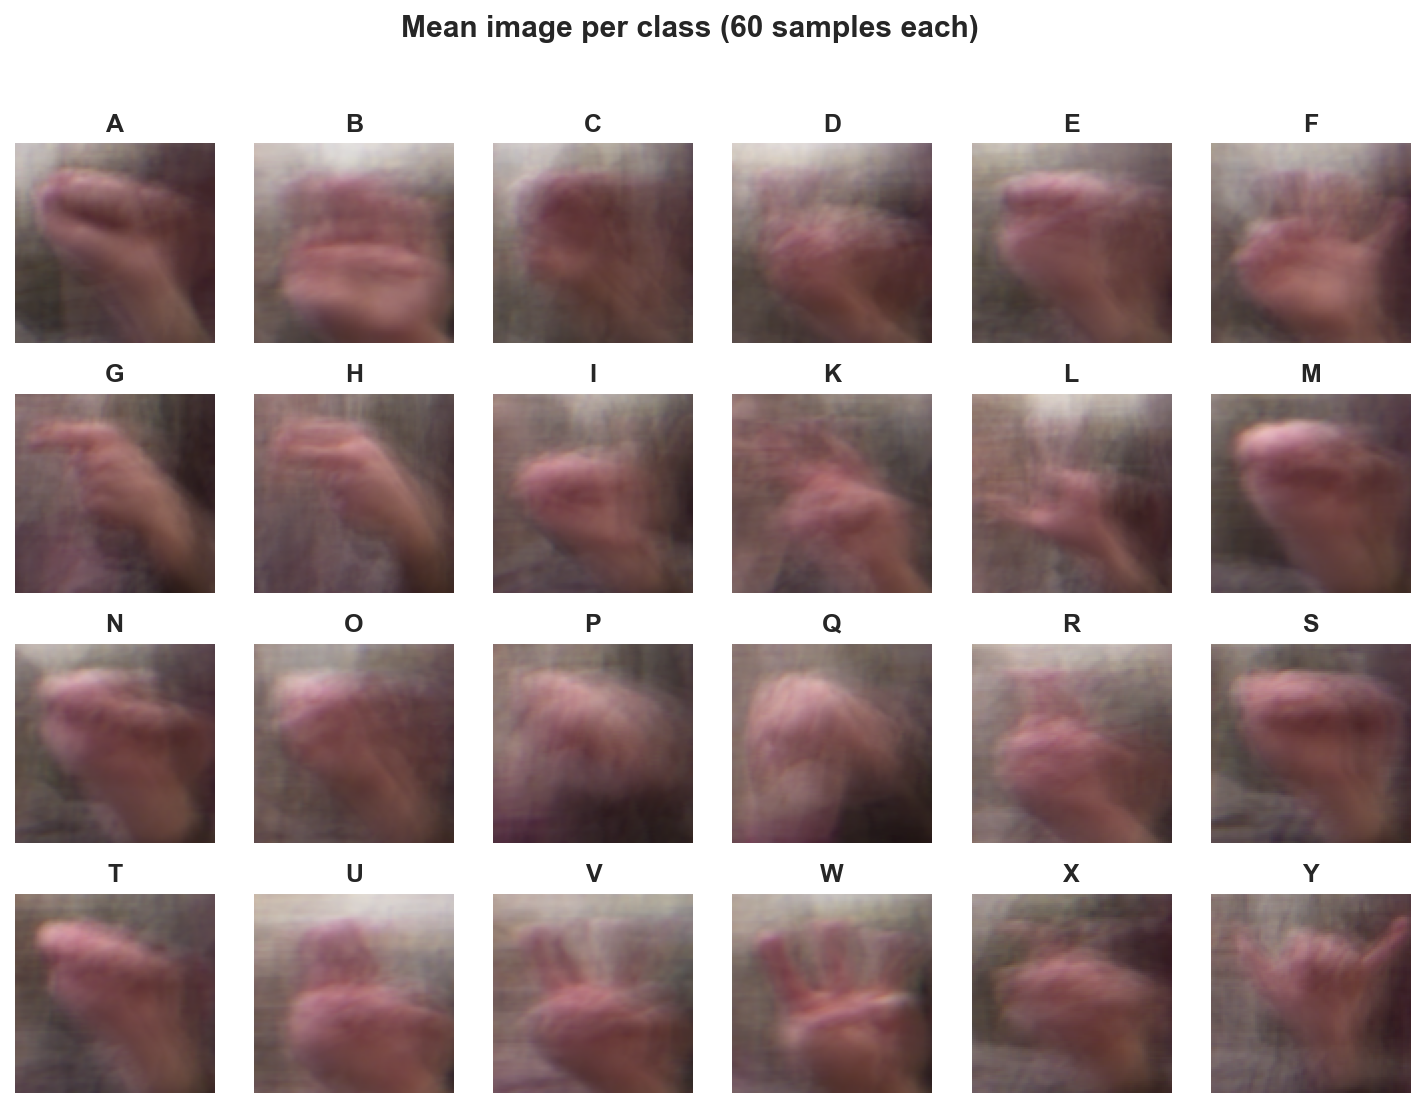 Mean image per class (60 samples each)
A B C D E F
G H I K L M
N O P Q R S
T U V W X Y